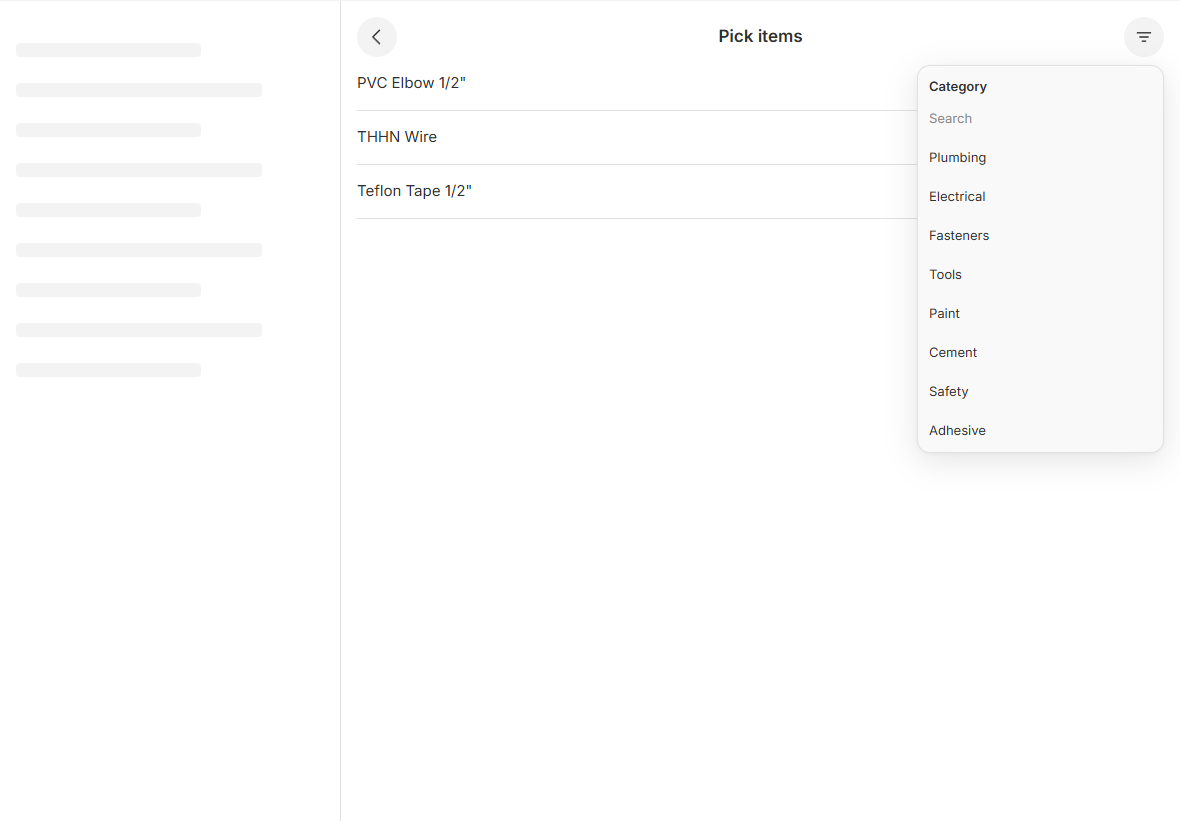 Pick items
PVC Elbow 1/2"
THHN Wire
Teflon Tape 1/2"
Category
Search
Plumbing
Electrical
Fasteners
Tools
Paint
Cement
Safety
Adhesive